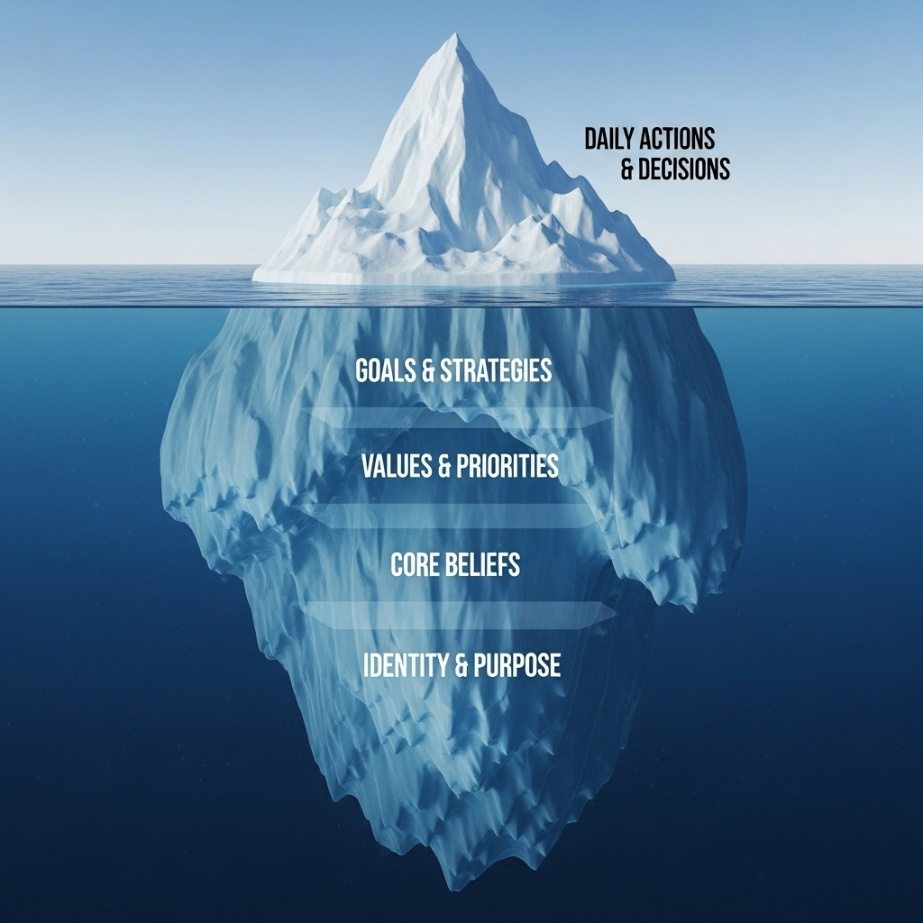 DAILY ACTIONS
& DECISIONS
GOALS & STRATEGIES
VALUES & PRIORITIES
CORE BELIEFS
IDENTITY & PURPOSE